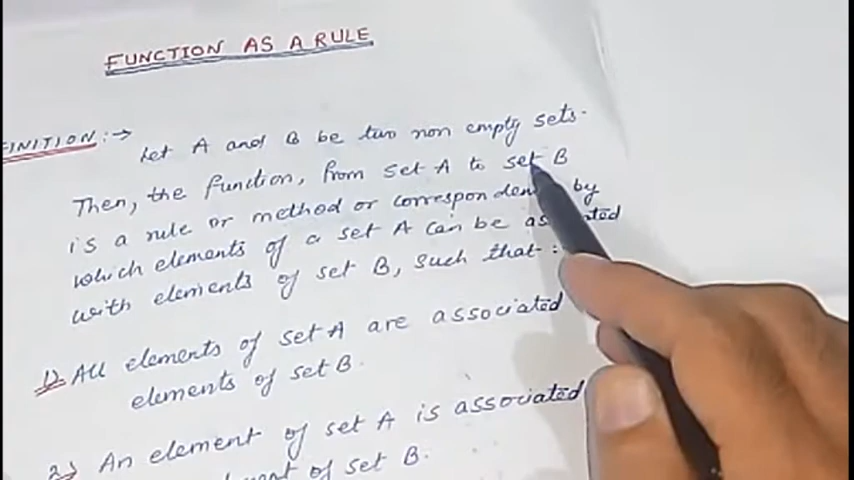 FUNCTION AS A RULE
FINITION :→ Let A and B be two non empty sets.
Then, the function, from set A to set B
is a rule or method or corresponden by
which elements of a set A can be associated
with elements of set B, such that :
1) All elements of set A are associated
elements of set B.
2) An element of set A is associated
of set B.